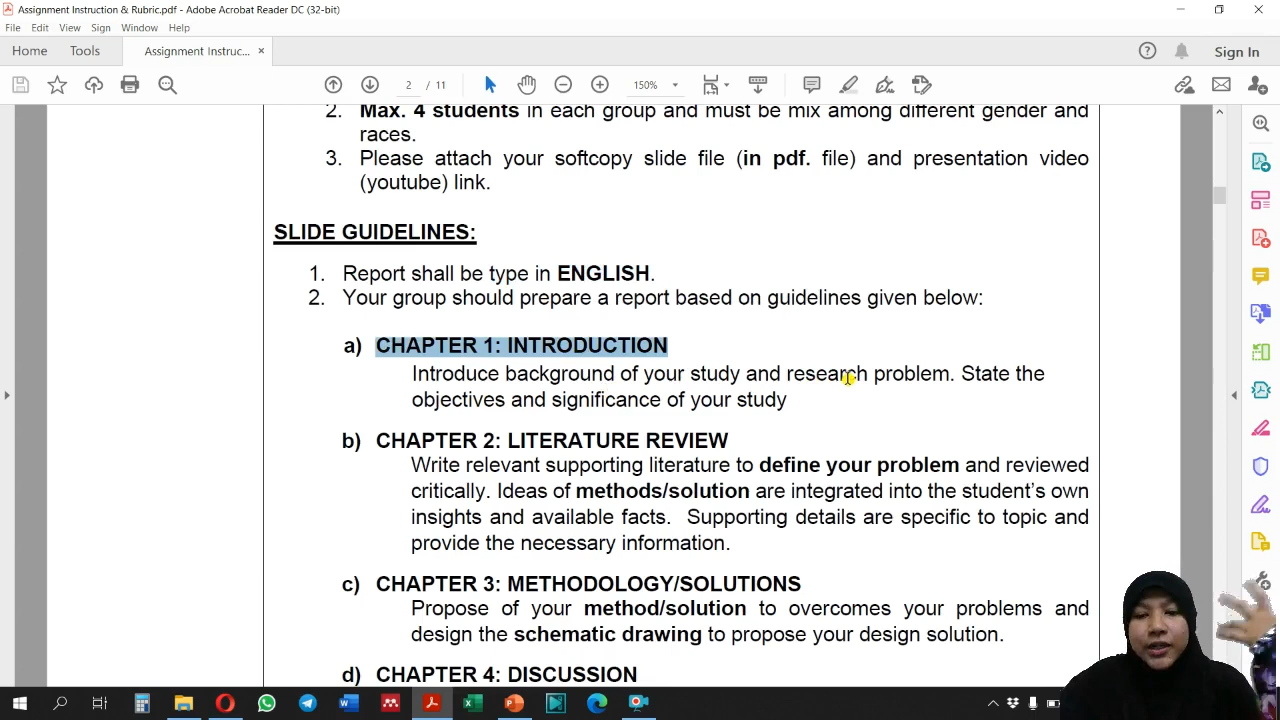 Assignment Instruction & Rubric.pdf - Adobe Acrobat Reader DC (32-bit)
File Edit View Sign Window Help
Home Tools Assignment Instruc... × Sign In
2 / 11 150%
2. Max. 4 students in each group and must be mix among different gender and
races.
3. Please attach your softcopy slide file (in pdf. file) and presentation video
(youtube) link.
SLIDE GUIDELINES:
1. Report shall be type in ENGLISH.
2. Your group should prepare a report based on guidelines given below:
a) CHAPTER 1: INTRODUCTION
Introduce background of your study and research problem. State the
objectives and significance of your study
b) CHAPTER 2: LITERATURE REVIEW
Write relevant supporting literature to define your problem and reviewed
critically. Ideas of methods/solution are integrated into the student's own
insights and available facts. Supporting details are specific to topic and
provide the necessary information.
c) CHAPTER 3: METHODOLOGY/SOLUTIONS
Propose of your method/solution to overcomes your problems and
design the schematic drawing to propose your design solution.
d) CHAPTER 4: DISCUSSION